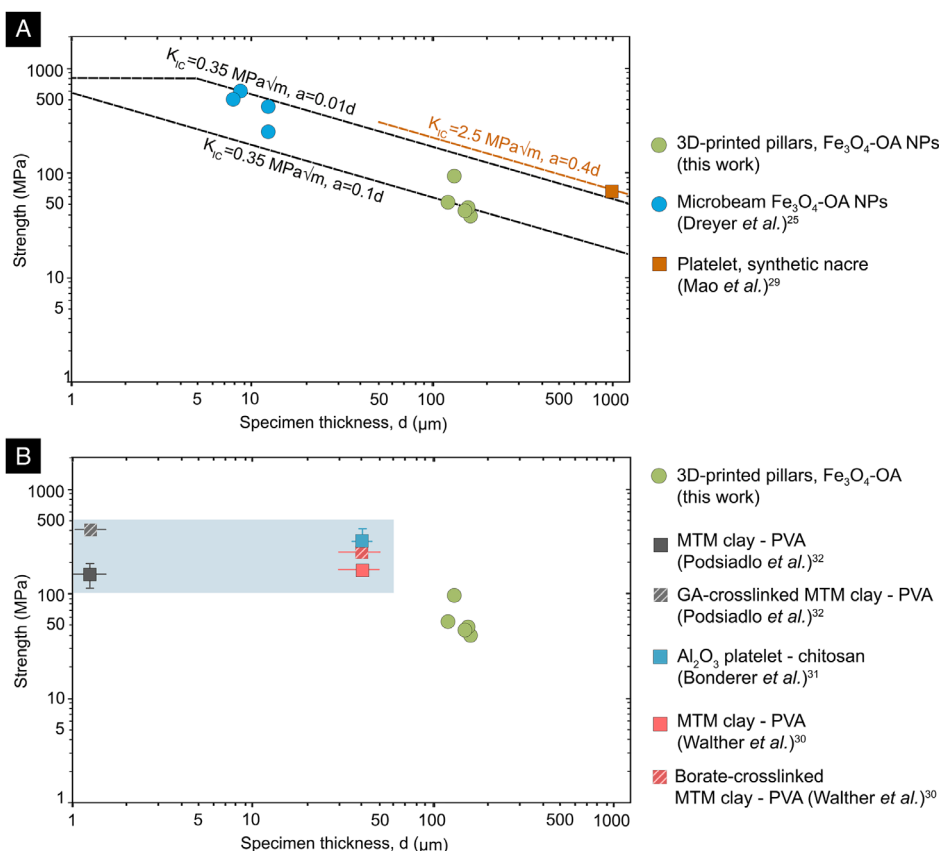 A
1000
500
100
50
10
5
1
Strength (MPa)
K_IC=0.35 MPa√m, a=0.01d
K_IC=0.35 MPa√m, a=0.1d
K_IC=2.5 MPa√m, a=0.4d
1 5 10 50 100 500 1000
Specimen thickness, d (µm)
3D-printed pillars, Fe₃O₄-OA NPs
(this work)
Microbeam Fe₃O₄-OA NPs
(Dreyer et al.)²⁵
Platelet, synthetic nacre
(Mao et al.)²⁹
B
1000
500
100
50
10
5
1
Strength (MPa)
1 5 10 50 100 500 1000
Specimen thickness, d (µm)
3D-printed pillars, Fe₃O₄-OA
(this work)
MTM clay - PVA
(Podsiadlo et al.)³²
GA-crosslinked MTM clay - PVA
(Podsiadlo et al.)³²
Al₂O₃ platelet - chitosan
(Bonderer et al.)³¹
MTM clay - PVA
(Walther et al.)³⁰
Borate-crosslinked
MTM clay - PVA (Walther et al.)³⁰